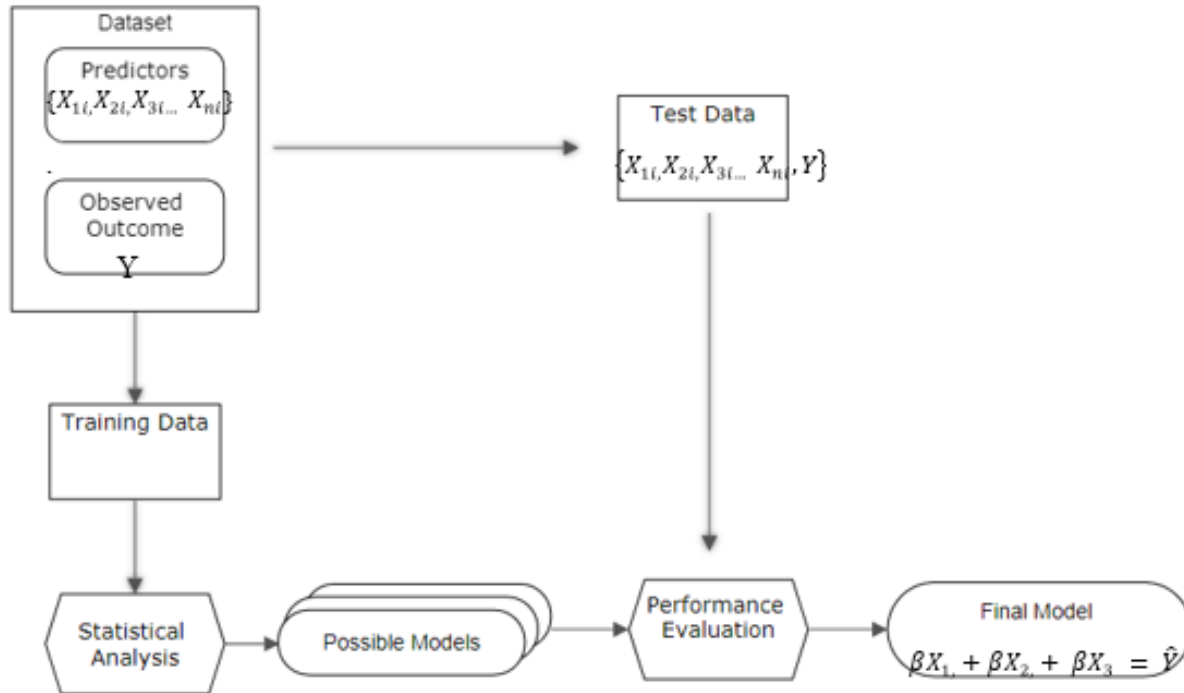 Dataset
Predictors
{X₁ᵢ,X₂ᵢ,X₃ᵢ... Xₙᵢ}
.
Observed
Outcome
Y
Test Data
{X₁ᵢ,X₂ᵢ,X₃ᵢ... Xₙᵢ, Y}
Training Data
Statistical
Analysis
Possible Models
Performance
Evaluation
Final Model
βX₁, + βX₂, + βX₃ = Ŷ